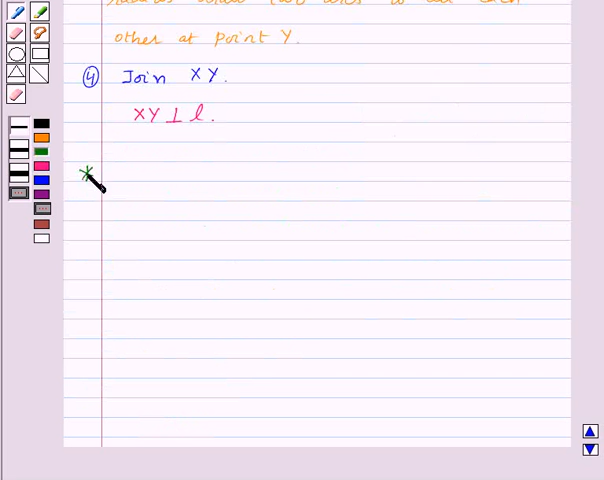 other at point Y.
④ Join XY.
XY ⊥ l.
*